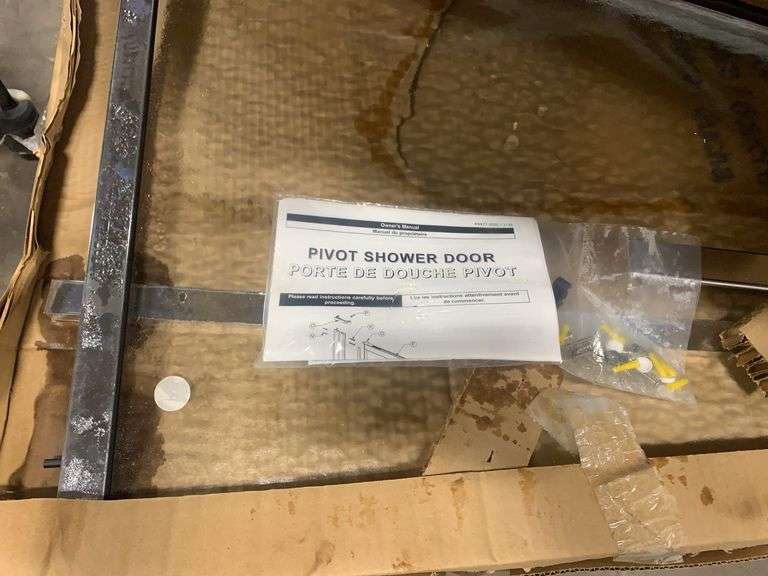 Owner's Manual
Manuel du propriétaire
PIVOT SHOWER DOOR
PORTE DE DOUCHE PIVOT
Please read instructions carefully before
proceeding.
Lire les instructions attentivement avant
de commencer.